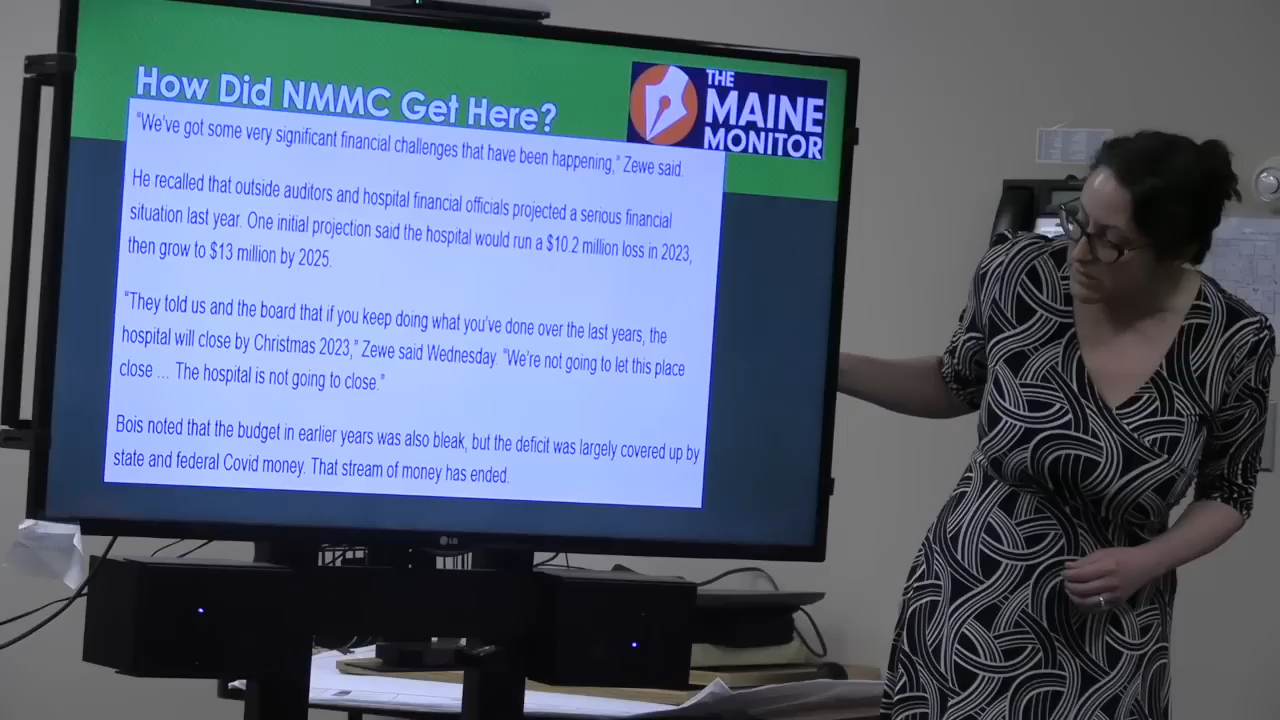 How Did NMMC Get Here?
THE
MAINE
MONITOR
“We’ve got some very significant financial challenges that have been happening,” Zewe said.
He recalled that outside auditors and hospital financial officials projected a serious financial
situation last year. One initial projection said the hospital would run a $10.2 million loss in 2023,
then grow to $13 million by 2025.
“They told us and the board that if you keep doing what you’ve done over the last years, the
hospital will close by Christmas 2023,” Zewe said Wednesday. “We’re not going to let this place
close ... The hospital is not going to close.”
Bois noted that the budget in earlier years was also bleak, but the deficit was largely covered up by
state and federal Covid money. That stream of money has ended.
LG